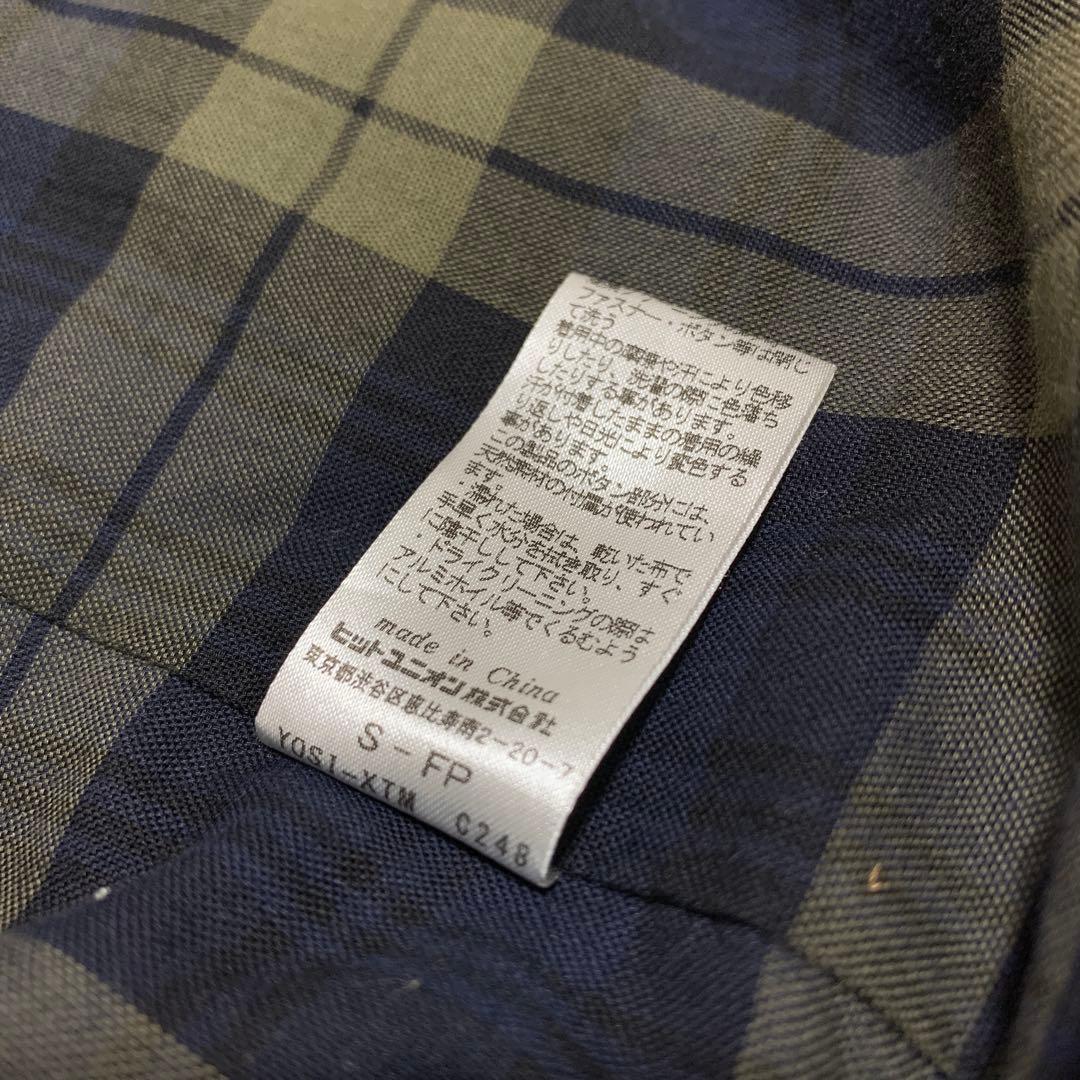 ファスナー・ボタン等は閉じ
て洗う
着用中の摩擦や汗により色移
りしたり、洗濯の際に色落ち
したりする事があります。
汗が付着したままの着用の繰
り返しや日光により変色する
事があります。
この製品のボタン部分には、
天然素材の付属が使われてい
ます。
・濡れた場合は、乾いた布で
手早く水分を拭き取り、すぐ
に陰干しして下さい。
・ドライクリーニングの際は
アルミホイル等でくるむよう
にして下さい。
made in China
ヒットユニオン株式会社
東京都渋谷区恵比寿南2-20-7
S-FP
YOSI-XTM C248